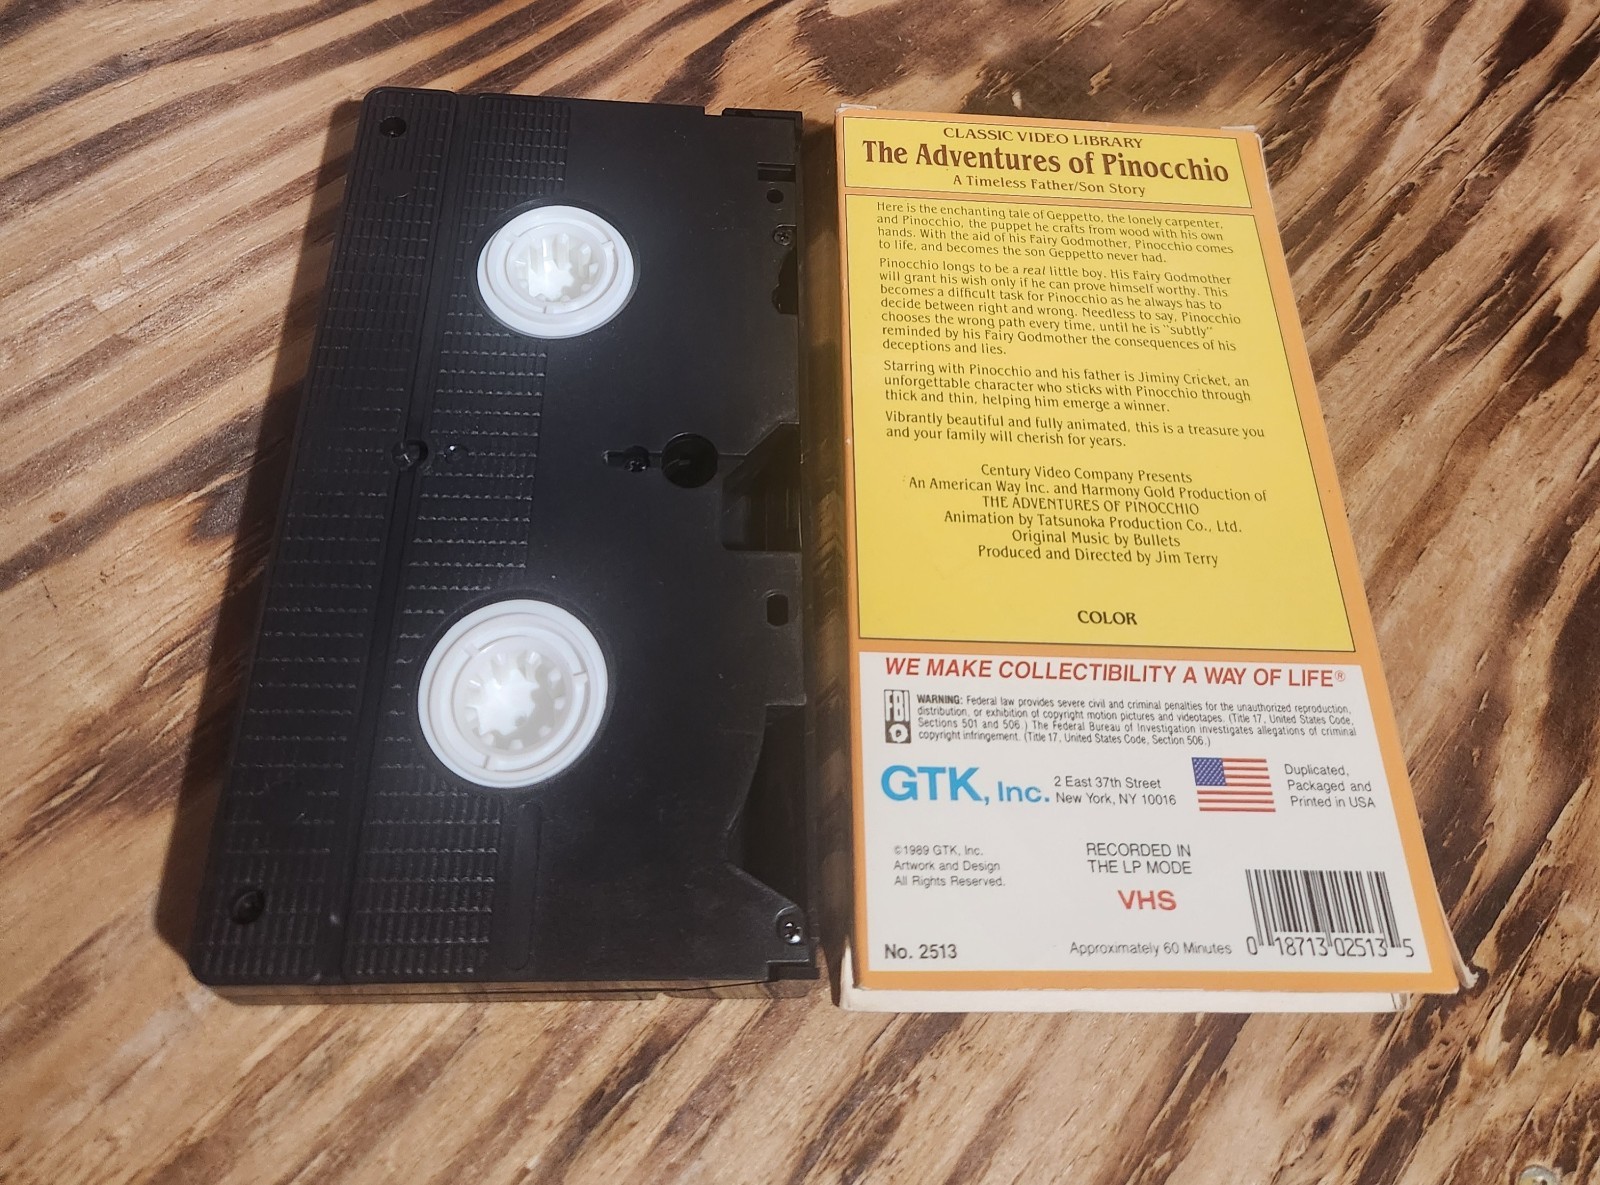 CLASSIC VIDEO LIBRARY
The Adventures of Pinocchio
A Timeless Father/Son Story
Here is the enchanting tale of Geppetto, the lonely carpenter,
and Pinocchio, the puppet he crafts from wood with his own
hands. With the aid of his Fairy Godmother, Pinocchio comes
to life, and becomes the son Geppetto never had.
Pinocchio longs to be a real little boy. His Fairy Godmother
will grant his wish only if he can prove himself worthy. This
becomes a difficult task for Pinocchio as he always has to
decide between right and wrong. Needless to say, Pinocchio
chooses the wrong path every time, until he is "subtly"
reminded by his Fairy Godmother the consequences of his
deceptions and lies.
Starring with Pinocchio and his father is Jiminy Cricket, an
unforgettable character who sticks with Pinocchio through
thick and thin, helping him emerge a winner.
Vibrantly beautiful and fully animated, this is a treasure you
and your family will cherish for years.
Century Video Company Presents
An American Way Inc. and Harmony Gold Production of
THE ADVENTURES OF PINOCCHIO
Animation by Tatsunoka Production Co., Ltd.
Original Music by Bullets
Produced and Directed by Jim Terry
COLOR
WE MAKE COLLECTIBILITY A WAY OF LIFE®
FBI
WARNING: Federal law provides severe civil and criminal penalties for the unauthorized reproduction,
distribution, or exhibition of copyright motion pictures and videotapes. (Title 17, United States Code,
Sections 501 and 506.) The Federal Bureau of Investigation investigates allegations of criminal
copyright infringement. (Title 17, United States Code, Section 506.)
GTK, Inc.
2 East 37th Street
New York, NY 10016
Duplicated,
Packaged and
Printed in USA
©1989 GTK, Inc.
Artwork and Design
All Rights Reserved.
RECORDED IN
THE LP MODE
VHS
No. 2513
Approximately 60 Minutes
0 18713 02513 5